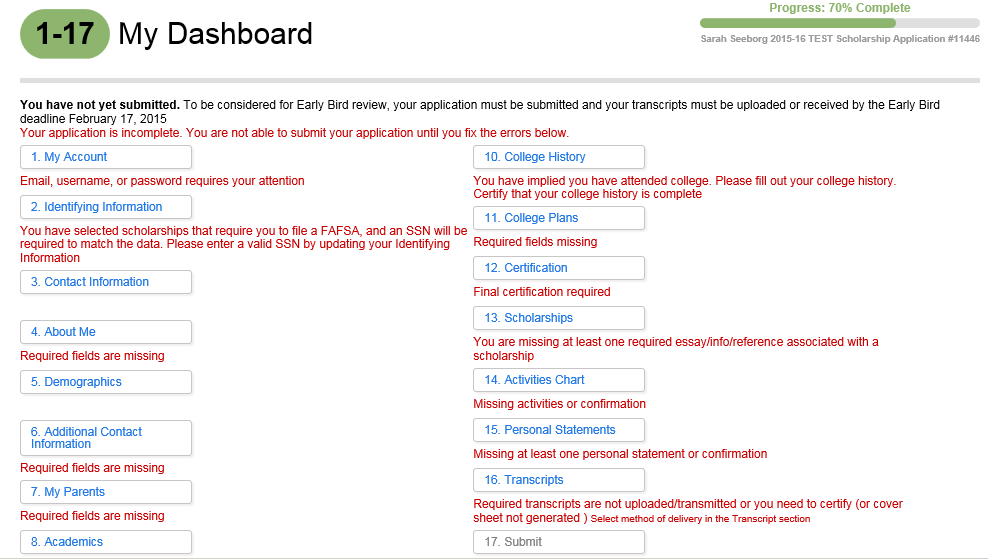 1-17 My Dashboard
Progress: 70% Complete
Sarah Seeborg 2015-16 TEST Scholarship Application #11446
You have not yet submitted. To be considered for Early Bird review, your application must be submitted and your transcripts must be uploaded or received by the Early Bird
deadline February 17, 2015
Your application is incomplete. You are not able to submit your application until you fix the errors below.
1. My Account
Email, username, or password requires your attention
2. Identifying Information
You have selected scholarships that require you to file a FAFSA, and an SSN will be
required to match the data. Please enter a valid SSN by updating your Identifying
Information
3. Contact Information
4. About Me
Required fields are missing
5. Demographics
6. Additional Contact
Information
Required fields are missing
7. My Parents
Required fields are missing
8. Academics
10. College History
You have implied you have attended college. Please fill out your college history.
Certify that your college history is complete
11. College Plans
Required fields missing
12. Certification
Final certification required
13. Scholarships
You are missing at least one required essay/info/reference associated with a
scholarship
14. Activities Chart
Missing activities or confirmation
15. Personal Statements
Missing at least one personal statement or confirmation
16. Transcripts
Required transcripts are not uploaded/transmitted or you need to certify (or cover
sheet not generated ) Select method of delivery in the Transcript section
17. Submit